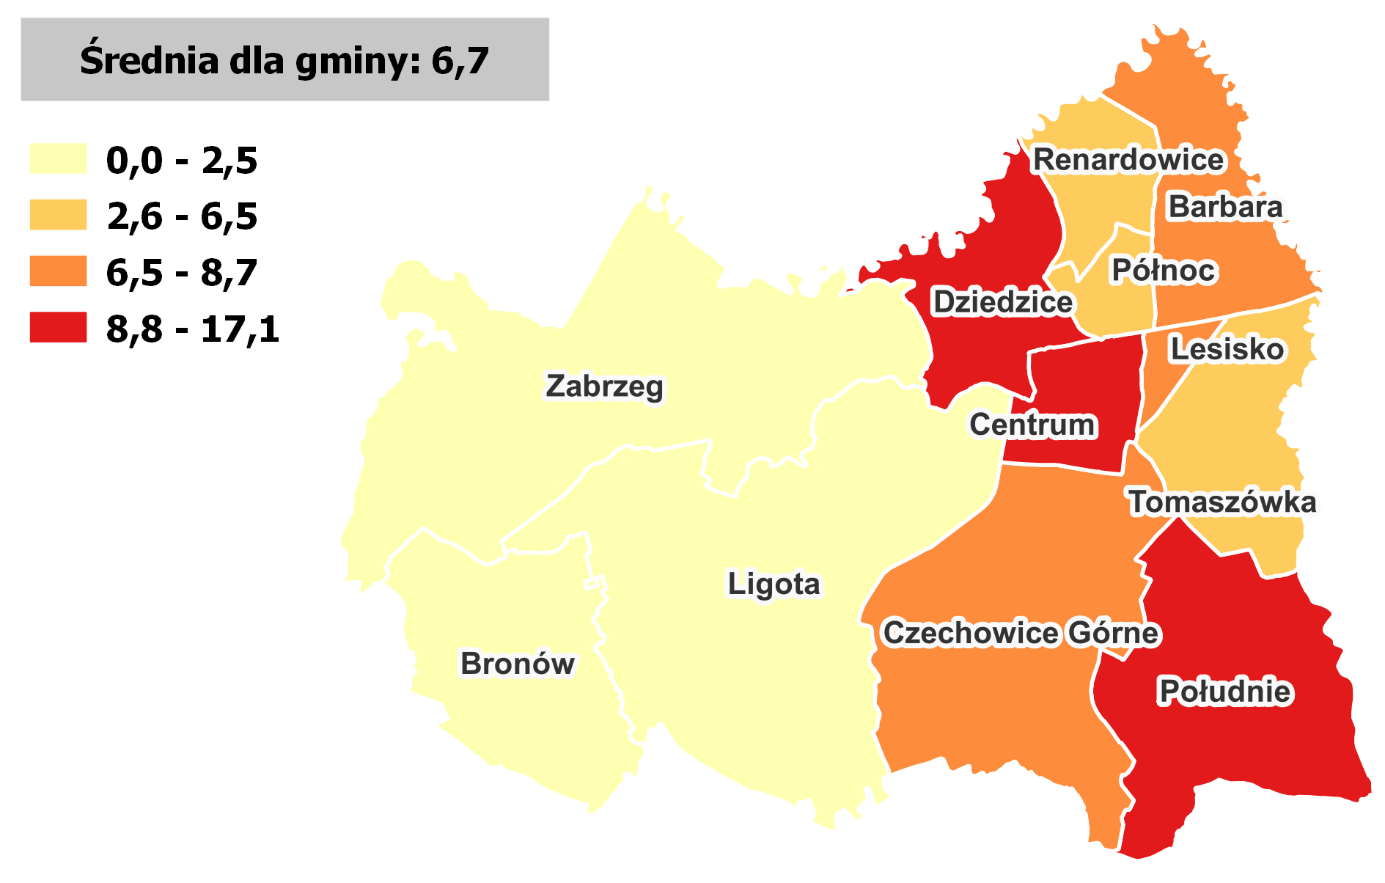 Średnia dla gminy: 6,7
0,0 - 2,5
2,6 - 6,5
6,5 - 8,7
8,8 - 17,1
Renardowice
Barbara
Północ
Dziedzice
Lesisko
Zabrzeg
Centrum
Tomaszówka
Ligota
Czechowice Górne
Bronów
Południe